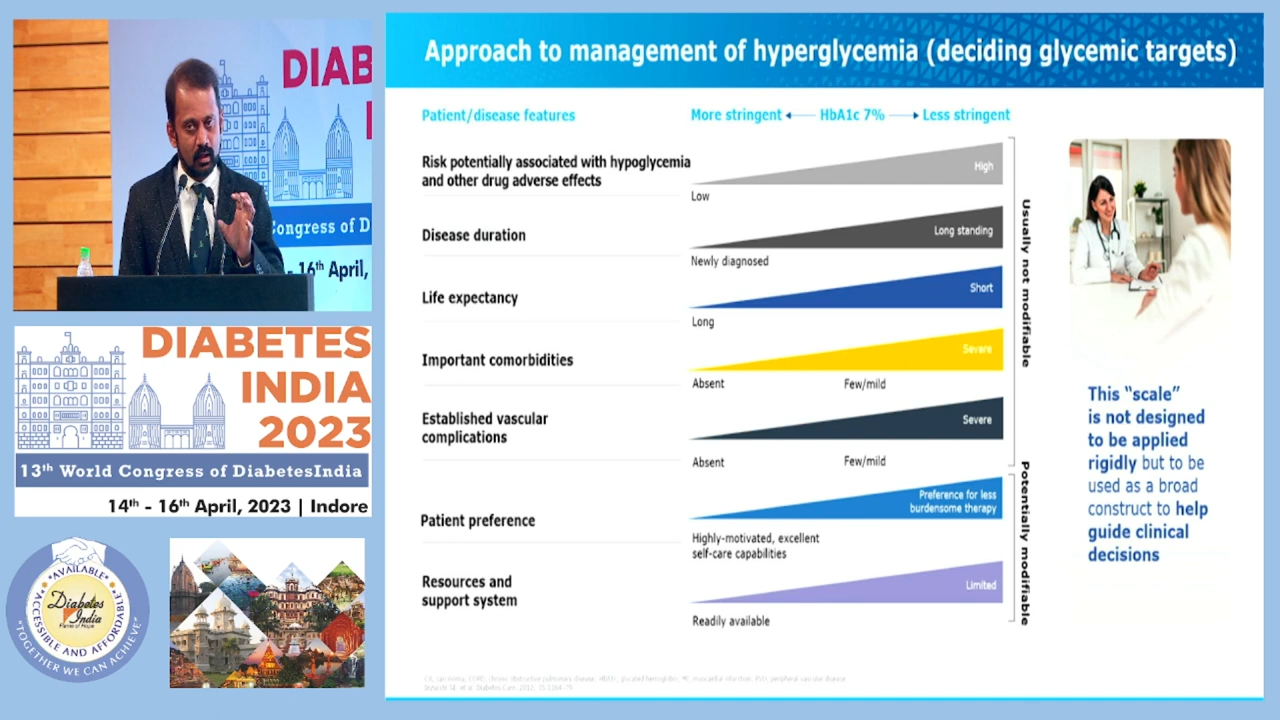 DIAB
Congress of D
- 16th April,
DIABETES
INDIA
2023
13th World Congress of DiabetesIndia
14th - 16th April, 2023 | Indore
*AVAILABLE*
*ACCESSIBLE AND AFFORDABLE*
Diabetes
India
"TOGETHER WE CAN ACHIEVE"
Approach to management of hyperglycemia (deciding glycemic targets)
Patient/disease features
More stringent HbA1c 7% Less stringent
Risk potentially associated with hypoglycemia
and other drug adverse effects
High
Low
Disease duration
Long standing
Newly diagnosed
Life expectancy
Short
Long
Important comorbidities
Severe
Absent
Few/mild
Established vascular
complications
Severe
Absent
Few/mild
Usually not modifiable
Patient preference
Preference for less
burdensome therapy
Highly-motivated, excellent
self-care capabilities
Resources and
support system
Limited
Readily available
Potentially modifiable
This “scale”
is not designed
to be applied
rigidly but to be
used as a broad
construct to help
guide clinical
decisions